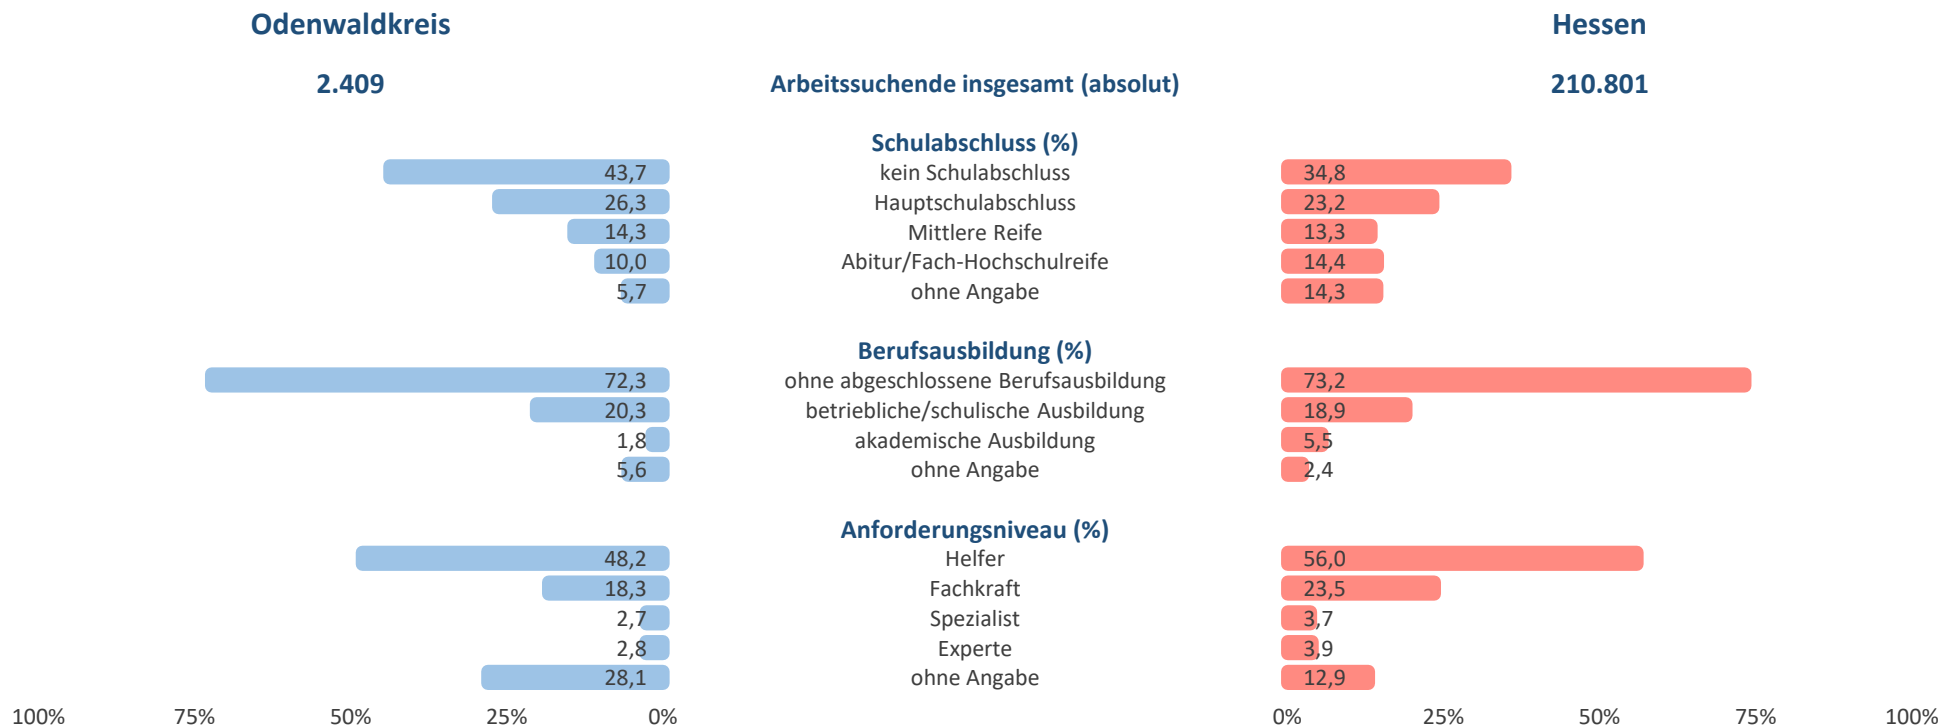 Odenwaldkreis Hessen
2.409 Arbeitssuchende insgesamt (absolut) 210.801
Schulabschluss (%)
43,7 kein Schulabschluss 34,8
26,3 Hauptschulabschluss 23,2
14,3 Mittlere Reife 13,3
10,0 Abitur/Fach-Hochschulreife 14,4
5,7 ohne Angabe 14,3
Berufsausbildung (%)
72,3 ohne abgeschlossene Berufsausbildung 73,2
20,3 betriebliche/schulische Ausbildung 18,9
1,8 akademische Ausbildung 5,5
5,6 ohne Angabe 2,4
Anforderungsniveau (%)
48,2 Helfer 56,0
18,3 Fachkraft 23,5
2,7 Spezialist 3,7
2,8 Experte 3,9
28,1 ohne Angabe 12,9
100% 75% 50% 25% 0% 0% 25% 50% 75% 100%